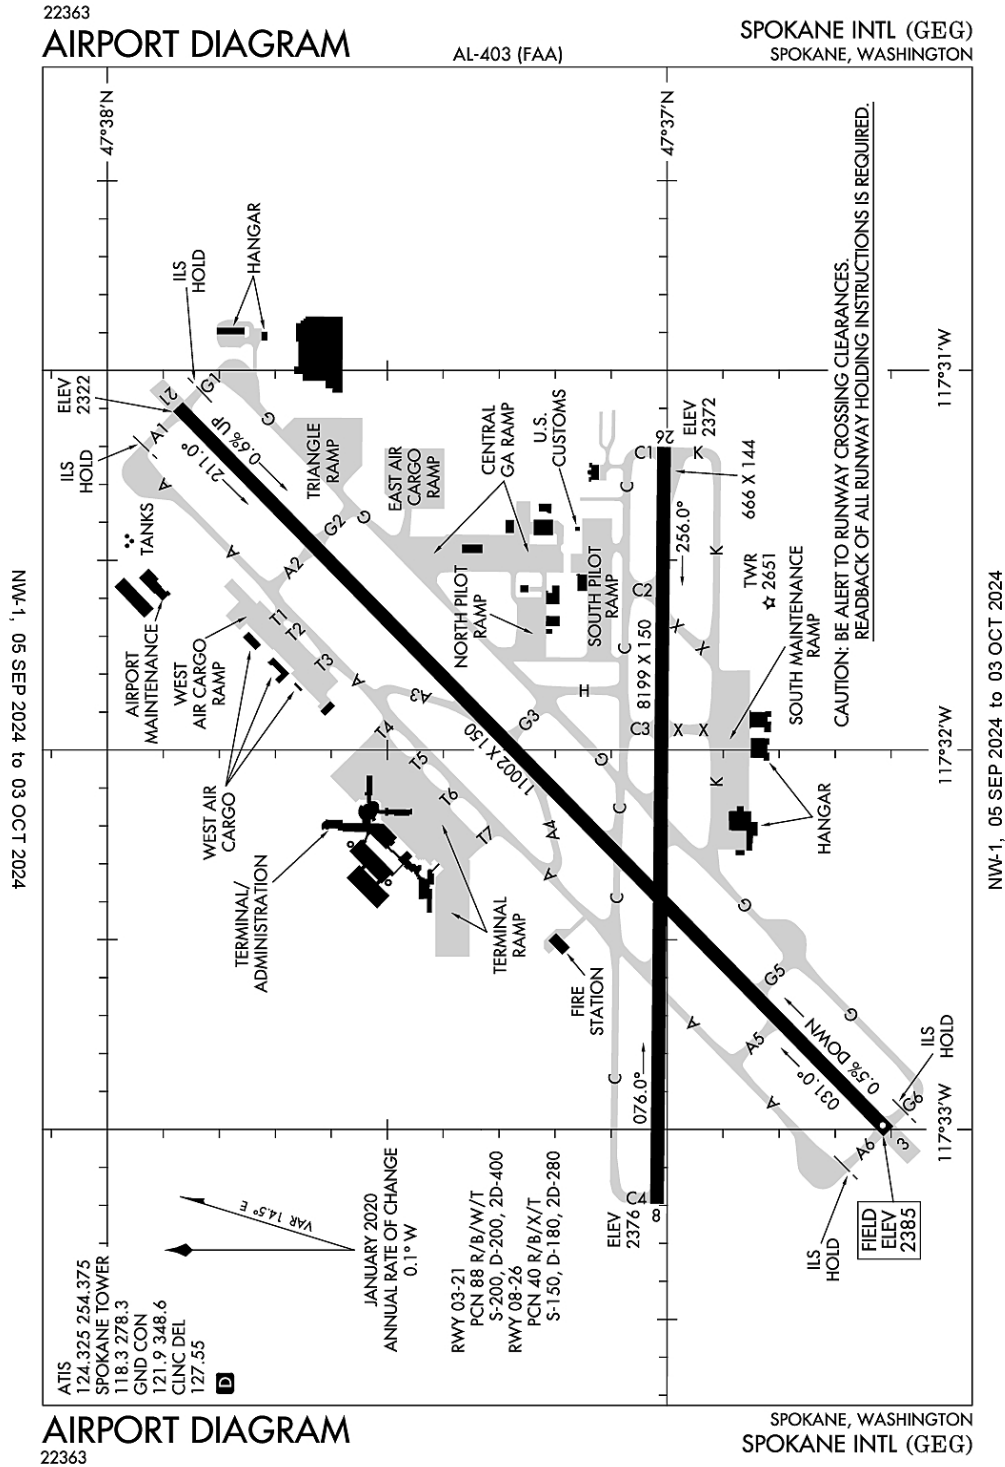 22363
AIRPORT DIAGRAM
AL-403 (FAA)
SPOKANE INTL (GEG)
SPOKANE, WASHINGTON
NW-1, 05 SEP 2024 to 03 OCT 2024
NW-1, 05 SEP 2024 to 03 OCT 2024
ATIS
124.325 254.375
SPOKANE TOWER
118.3 278.3
GND CON
121.9 348.6
CLNC DEL
127.55
D
VAR 14.5° E
JANUARY 2020
ANNUAL RATE OF CHANGE
0.1° W
RWY 03-21
PCN 88 R/B/W/T
S-200, D-200, 2D-400
RWY 08-26
PCN 40 R/B/X/T
S-150, D-180, 2D-280
47°38'N
47°37'N
117°31'W
117°32'W
117°33'W
ILS
HOLD
HANGAR
ELEV
2322
ILS
HOLD
21
A1
G1
G
A
211.0°
0.6% UP
TRIANGLE
RAMP
TANKS
AIRPORT
MAINTENANCE
WEST
AIR CARGO
RAMP
WEST AIR
CARGO
A
A2
G2
G
T1
T2
T3
A
A3
T4
T5
T6
T7
EAST AIR
CARGO
RAMP
CENTRAL
GA RAMP
U.S.
CUSTOMS
NORTH PILOT
RAMP
SOUTH PILOT
RAMP
TERMINAL/
ADMINISTRATION
TERMINAL
RAMP
FIRE
STATION
11002 X 150
G3
H
G
A4
A
C1
26
ELEV
2372
K
666 X 144
C
256.0°
C2
K
C
X
X
TWR
2651
8199 X 150
C3
X
X
SOUTH MAINTENANCE
RAMP
K
HANGAR
C
C
G
CAUTION: BE ALERT TO RUNWAY CROSSING CLEARANCES.
READBACK OF ALL RUNWAY HOLDING INSTRUCTIONS IS REQUIRED.
A
G5
G
A5
0.5% DOWN
031.0°
A
C
076.0°
ILS
HOLD
G6
3
A6
C4
8
ELEV
2376
ILS
HOLD
FIELD
ELEV
2385
AIRPORT DIAGRAM
22363
SPOKANE, WASHINGTON
SPOKANE INTL (GEG)